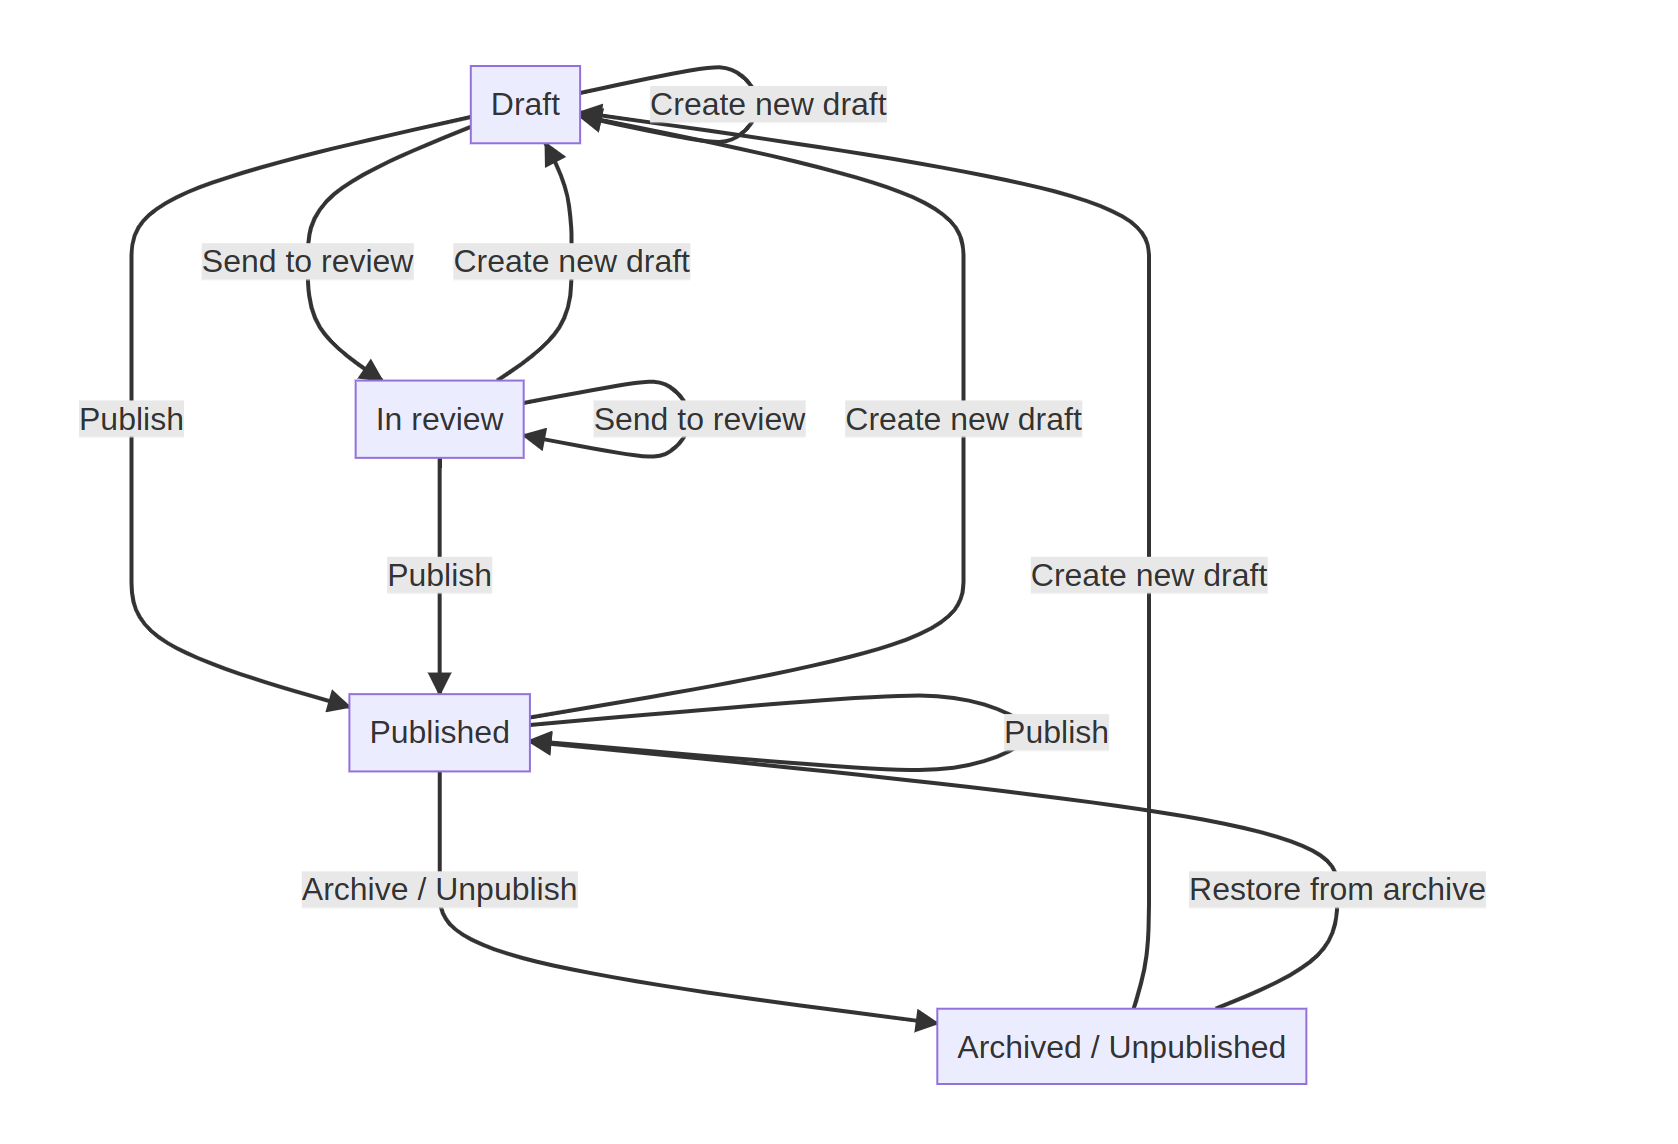 Draft
Create new draft
Send to review
Create new draft
Publish
In review
Send to review
Create new draft
Publish
Create new draft
Published
Publish
Archive / Unpublish
Restore from archive
Archived / Unpublished